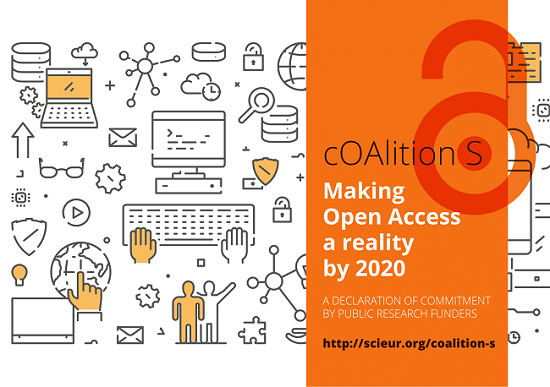 cOAlition S
Making
Open Access
a reality
by 2020
A DECLARATION OF COMMITMENT
BY PUBLIC RESEARCH FUNDERS
http://scieur.org/coalition-s